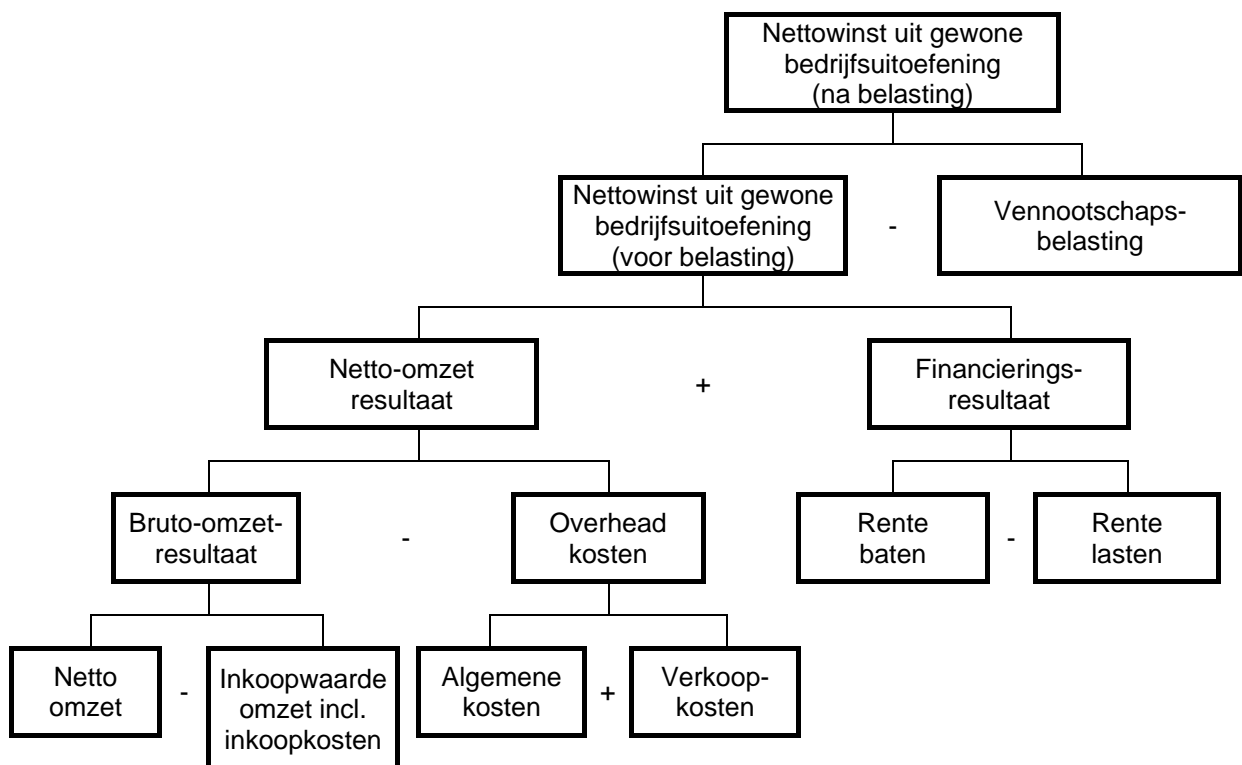 Nettowinst uit gewone
bedrijfsuitoefening
(na belasting)
Nettowinst uit gewone
bedrijfsuitoefening
(voor belasting)
-
Vennootschaps-
belasting
Netto-omzet
resultaat
+
Financierings-
resultaat
Bruto-omzet-
resultaat
-
Overhead
kosten
Rente
baten
-
Rente
lasten
Netto
omzet
-
Inkoopwaarde
omzet incl.
inkoopkosten
Algemene
kosten
+
Verkoop-
kosten